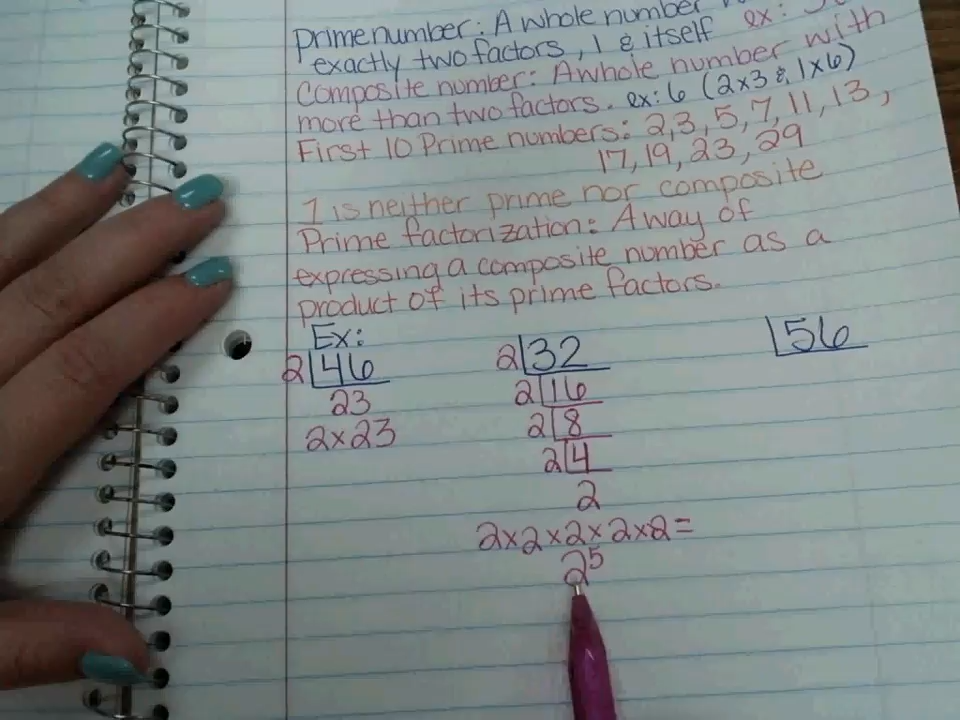 Prime number: A whole number
exactly two factors, 1 & itself ex:
Composite number: A whole number with
more than two factors. ex: 6 (2x3 & 1x6)
First 10 Prime numbers: 2, 3, 5, 7, 11, 13,
17, 19, 23, 29
1 is neither prime nor composite
Prime factorization: A way of
expressing a composite number as a
product of its prime factors.
Ex:
2 46
23
2x23
2 32
2 16
2 8
2 4
2
2x2x2x2x2=
2⁵
56